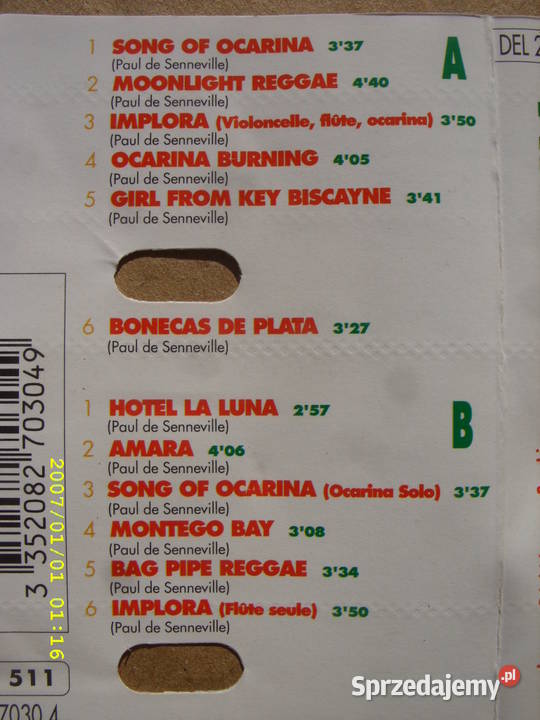 1 SONG OF OCARINA 3'37
(Paul de Senneville)
A
DEL 2
2 MOONLIGHT REGGAE 4'40
(Paul de Senneville)
3 IMPLORA (Violoncelle, flûte, ocarina) 3'50
(Paul de Senneville)
4 OCARINA BURNING 4'05
(Paul de Senneville)
5 GIRL FROM KEY BISCAYNE 3'41
(Paul de Senneville)
6 BONECAS DE PLATA 3'27
(Paul de Senneville)
1 HOTEL LA LUNA 2'57
(Paul de Senneville)
B
2 AMARA 4'06
(Paul de Senneville)
3 SONG OF OCARINA (Ocarina Solo) 3'37
(Paul de Senneville)
4 MONTEGO BAY 3'08
(Paul de Senneville)
5 BAG PIPE REGGAE 3'34
(Paul de Senneville)
6 IMPLORA (Flûte seule) 3'50
(Paul de Senneville)
3 352082 703049
2007/01/01 01:16
511
7030 4
Sprzedajemy.pl